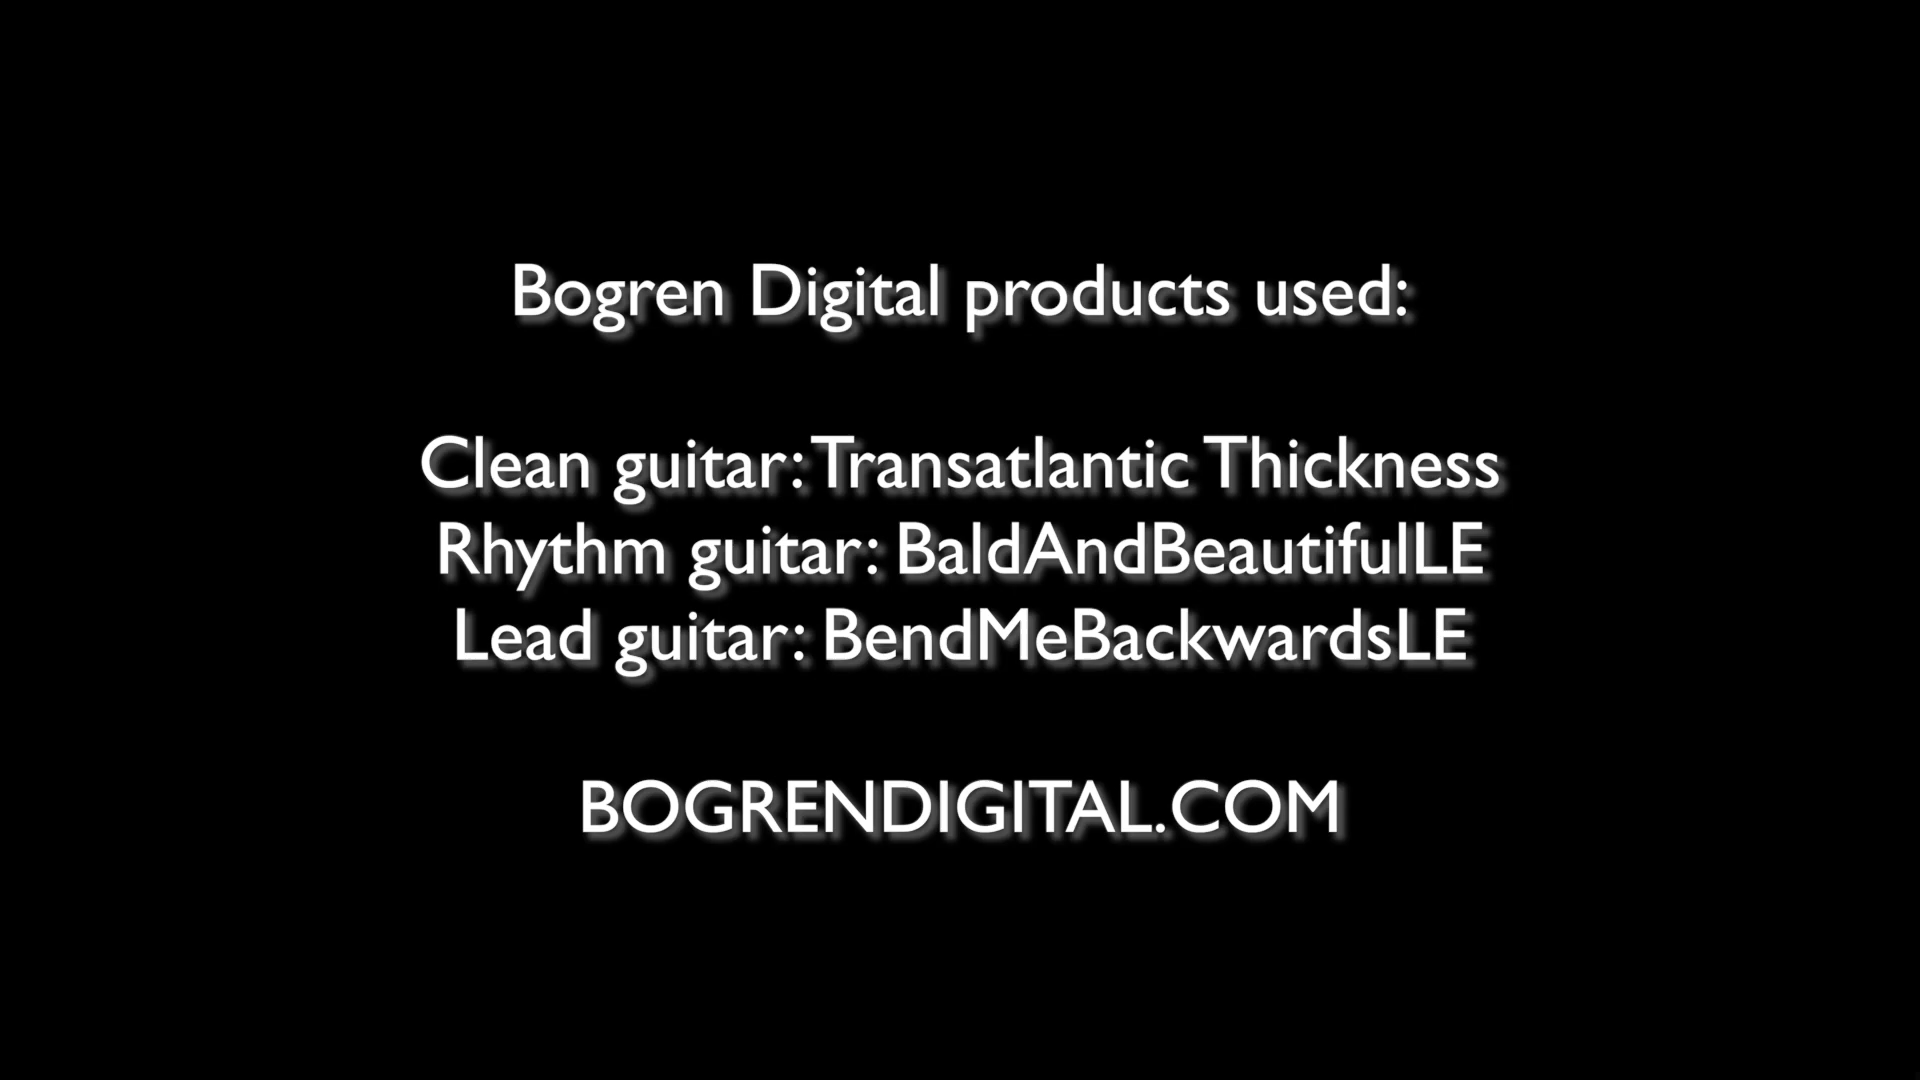 Bogren Digital products used:
Clean guitar: Transatlantic Thickness
Rhythm guitar: BaldAndBeautifulLE
Lead guitar: BendMeBackwardsLE
BOGRENDIGITAL.COM